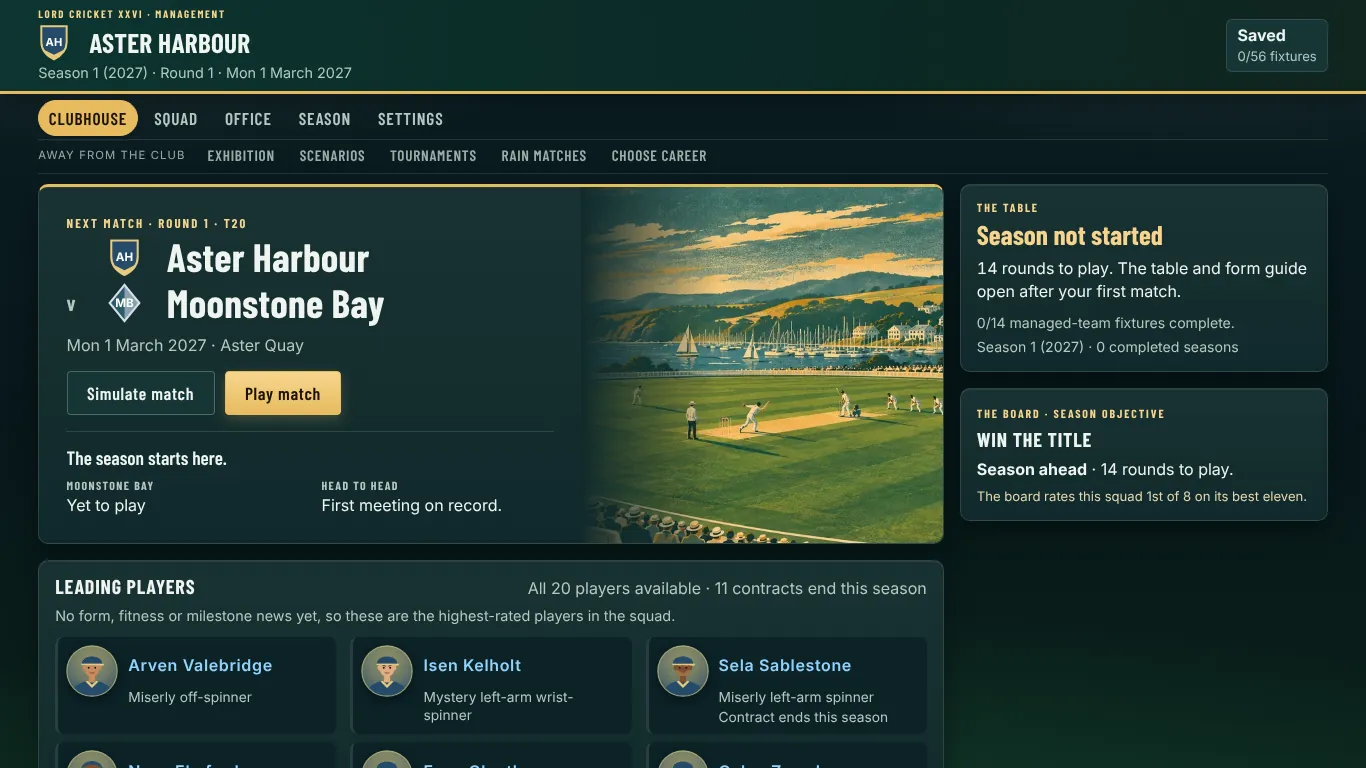 LORD CRICKET XXVI · MANAGEMENT
AH
ASTER HARBOUR
Season 1 (2027) · Round 1 · Mon 1 March 2027
Saved
0/56 fixtures
CLUBHOUSE SQUAD OFFICE SEASON SETTINGS
AWAY FROM THE CLUB EXHIBITION SCENARIOS TOURNAMENTS RAIN MATCHES CHOOSE CAREER
NEXT MATCH · ROUND 1 · T20
AH Aster Harbour
v MB Moonstone Bay
Mon 1 March 2027 · Aster Quay
Simulate match Play match
The season starts here.
MOONSTONE BAY
Yet to play
HEAD TO HEAD
First meeting on record.
THE TABLE
Season not started
14 rounds to play. The table and form guide
open after your first match.
0/14 managed-team fixtures complete.
Season 1 (2027) · 0 completed seasons
THE BOARD · SEASON OBJECTIVE
WIN THE TITLE
Season ahead · 14 rounds to play.
The board rates this squad 1st of 8 on its best eleven.
LEADING PLAYERS
All 20 players available · 11 contracts end this season
No form, fitness or milestone news yet, so these are the highest-rated players in the squad.
Arven Valebridge
Miserly off-spinner
Isen Kelholt
Mystery left-arm wrist-
spinner
Sela Sablestone
Miserly left-arm spinner
Contract ends this season